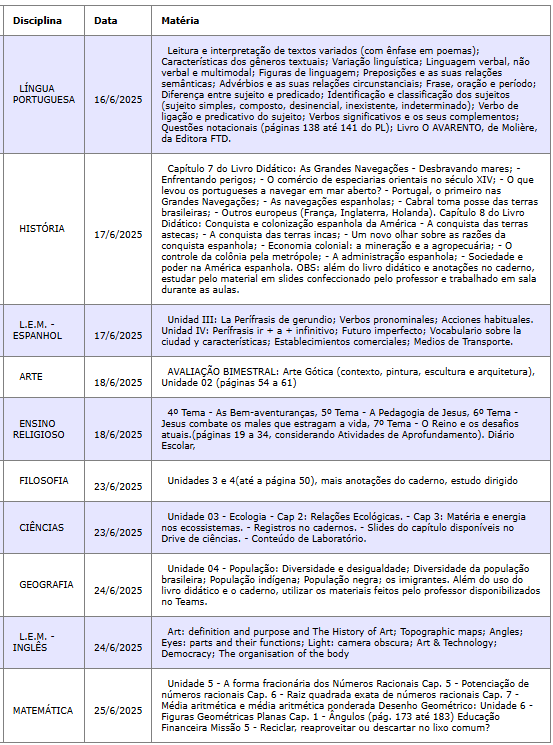 Disciplina Data Matéria
Leitura e interpretação de textos variados (com ênfase em poemas);
Características dos gêneros textuais; Variação linguística; Linguagem verbal, não
verbal e multimodal; Figuras de linguagem; Preposições e as suas relações
semânticas; Advérbios e as suas relações circunstanciais; Frase, oração e período;
LÍNGUA PORTUGUESA 16/6/2025 Diferença entre sujeito e predicado; Identificação e classificação dos sujeitos
(sujeito simples, composto, desinencial, inexistente, indeterminado); Verbo de
ligação e predicativo do sujeito; Verbos significativos e os seus complementos;
Questões notacionais (páginas 138 até 141 do PL); Livro O AVARENTO, de Molière,
da Editora FTD.
Capítulo 7 do Livro Didático: As Grandes Navegações - Desbravando mares; -
Enfrentando perigos; - O comércio de especiarias orientais no século XIV; - O que
levou os portugueses a navegar em mar aberto? - Portugal, o primeiro nas
Grandes Navegações; - As navegações espanholas; - Cabral toma posse das terras
brasileiras; - Outros europeus (França, Inglaterra, Holanda). Capítulo 8 do Livro
Didático: Conquista e colonização espanhola da América - A conquista das terras
HISTÓRIA 17/6/2025 astecas; - A conquista das terras incas; - Um novo olhar sobre as razões da
conquista espanhola; - Economia colonial: a mineração e a agropecuária; - O
controle da colônia pela metrópole; - A administração espanhola; - Sociedade e
poder na América espanhola. OBS: além do livro didático e anotações no caderno,
estudar pelo material em slides confeccionado pelo professor e trabalhado em sala
durante as aulas.
Unidad III: La Perífrasis de gerundio; Verbos pronominales; Acciones habituales.
L.E.M. - ESPANHOL 17/6/2025 Unidad IV: Perífrasis ir + a + infinitivo; Futuro imperfecto; Vocabulario sobre la
ciudad y características; Establecimientos comerciales; Medios de Transporte.
ARTE 18/6/2025 AVALIAÇÃO BIMESTRAL: Arte Gótica (contexto, pintura, escultura e arquitetura),
Unidade 02 (páginas 54 a 61)
4º Tema - As Bem-aventuranças, 5º Tema - A Pedagogia de Jesus, 6º Tema -
ENSINO RELIGIOSO 18/6/2025 Jesus combate os males que estragam a vida, 7º Tema - O Reino e os desafios
atuais.(páginas 19 a 34, considerando Atividades de Aprofundamento). Diário
Escolar,
FILOSOFIA 23/6/2025 Unidades 3 e 4(até a página 50), mais anotações do caderno, estudo dirigido
Unidade 03 - Ecologia - Cap 2: Relações Ecológicas. - Cap 3: Matéria e energia
CIÊNCIAS 23/6/2025 nos ecossistemas. - Registros no cadernos. - Slides do capítulo disponíveis no
Drive de ciências. - Conteúdo de Laboratório.
Unidade 04 - População: Diversidade e desigualdade; Diversidade da população
GEOGRAFIA 24/6/2025 brasileira; População indígena; População negra; os imigrantes. Além do uso do
livro didático e o caderno, utilizar os materiais feitos pelo professor disponibilizados
no Teams.
Art: definition and purpose and The History of Art; Topographic maps; Angles;
L.E.M. - INGLÊS 24/6/2025 Eyes: parts and their functions; Light: camera obscura; Art & Technology;
Democracy; The organisation of the body
Unidade 5 - A forma fracionária dos Números Racionais Cap. 5 - Potenciação de
números racionais Cap. 6 - Raiz quadrada exata de números racionais Cap. 7 -
MATEMÁTICA 25/6/2025 Média aritmética e média aritmética ponderada Desenho Geométrico: Unidade 6 -
Figuras Geométricas Planas Cap. 1 - Ângulos (pág. 173 até 183) Educação
Financeira Missão 5 - Reciclar, reaproveitar ou descartar no lixo comum?